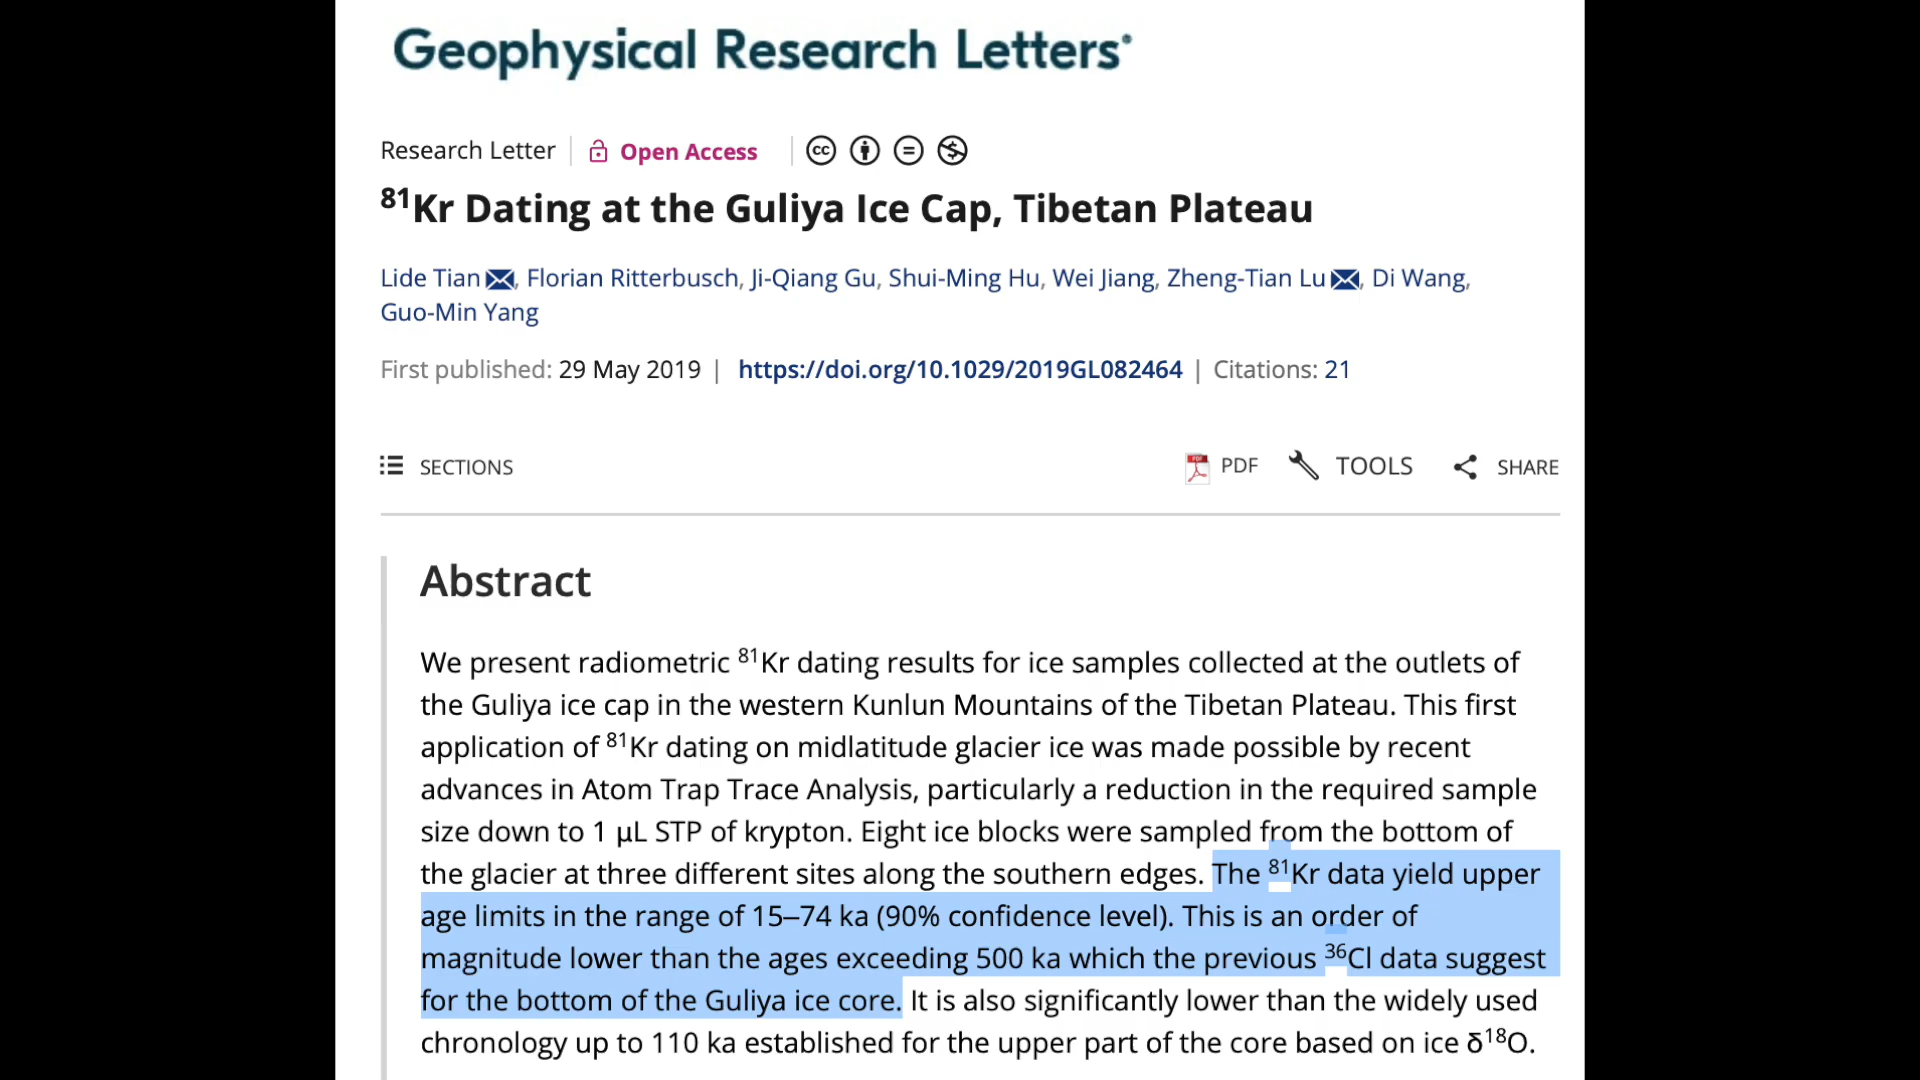 Geophysical Research Letters®
Research Letter | Open Access | cc
⁸¹Kr Dating at the Guliya Ice Cap, Tibetan Plateau
Lide Tian, Florian Ritterbusch, Ji-Qiang Gu, Shui-Ming Hu, Wei Jiang, Zheng-Tian Lu, Di Wang,
Guo-Min Yang
First published: 29 May 2019 | https://doi.org/10.1029/2019GL082464 | Citations: 21
SECTIONS PDF TOOLS SHARE
Abstract
We present radiometric ⁸¹Kr dating results for ice samples collected at the outlets of
the Guliya ice cap in the western Kunlun Mountains of the Tibetan Plateau. This first
application of ⁸¹Kr dating on midlatitude glacier ice was made possible by recent
advances in Atom Trap Trace Analysis, particularly a reduction in the required sample
size down to 1 μL STP of krypton. Eight ice blocks were sampled from the bottom of
the glacier at three different sites along the southern edges. The ⁸¹Kr data yield upper
age limits in the range of 15–74 ka (90% confidence level). This is an order of
magnitude lower than the ages exceeding 500 ka which the previous ³⁶Cl data suggest
for the bottom of the Guliya ice core. It is also significantly lower than the widely used
chronology up to 110 ka established for the upper part of the core based on ice δ¹⁸O.